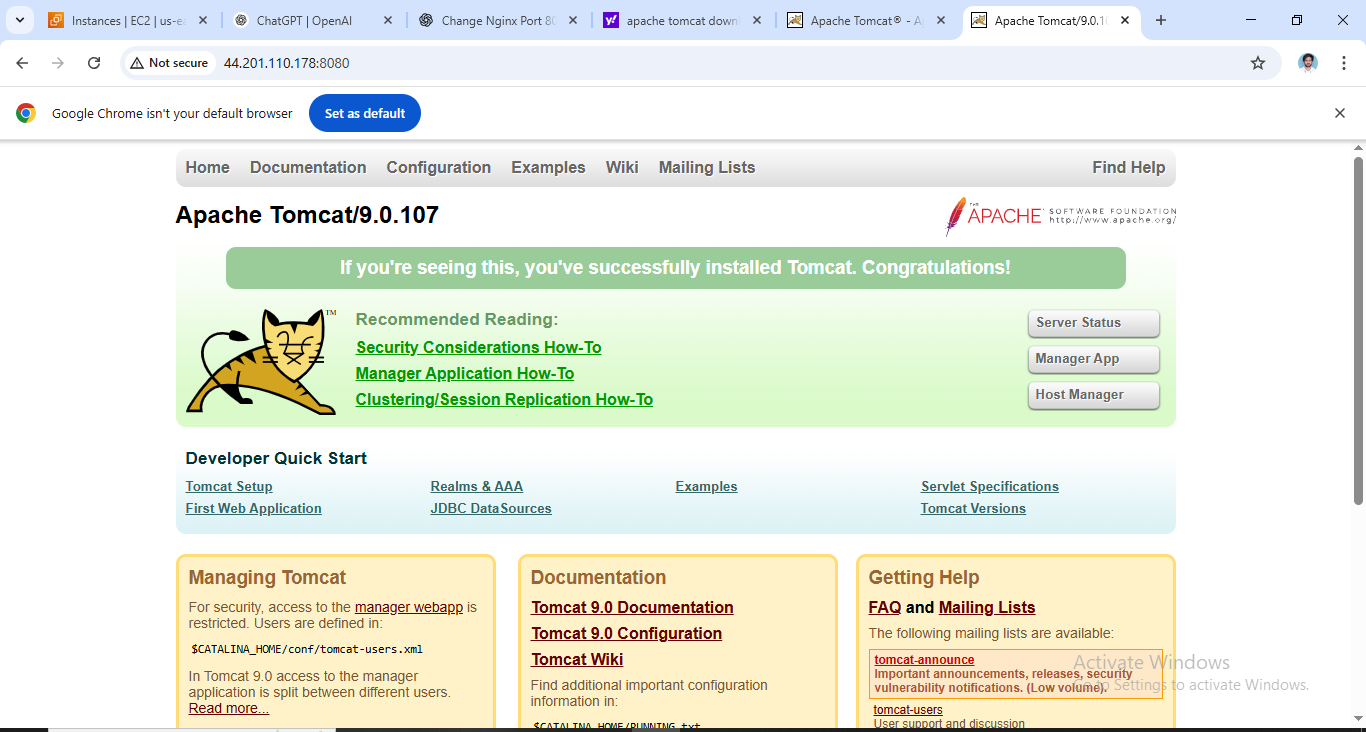 Instances | EC2 | us-ea
ChatGPT | OpenAI
Change Nginx Port 80
apache tomcat down
Apache Tomcat® - A
Apache Tomcat/9.0.10
Not secure
44.201.110.178:8080
Google Chrome isn't your default browser
Set as default
Home Documentation Configuration Examples Wiki Mailing Lists Find Help
Apache Tomcat/9.0.107
THE
APACHE
SOFTWARE FOUNDATION
http://www.apache.org/
If you're seeing this, you've successfully installed Tomcat. Congratulations!
TM
Recommended Reading:
Security Considerations How-To
Manager Application How-To
Clustering/Session Replication How-To
Server Status
Manager App
Host Manager
Developer Quick Start
Tomcat Setup
First Web Application
Realms & AAA
JDBC DataSources
Examples
Servlet Specifications
Tomcat Versions
Managing Tomcat
For security, access to the manager webapp is
restricted. Users are defined in:
$CATALINA_HOME/conf/tomcat-users.xml
In Tomcat 9.0 access to the manager
application is split between different users.
Read more...
Documentation
Tomcat 9.0 Documentation
Tomcat 9.0 Configuration
Tomcat Wiki
Find additional important configuration
information in:
$CATALINA_HOME/RUNNING.txt
Getting Help
FAQ and Mailing Lists
The following mailing lists are available:
tomcat-announce
Important announcements, releases, security
vulnerability notifications. (Low volume).
tomcat-users
User support and discussion
Activate Windows
Go to Settings to activate Windows.